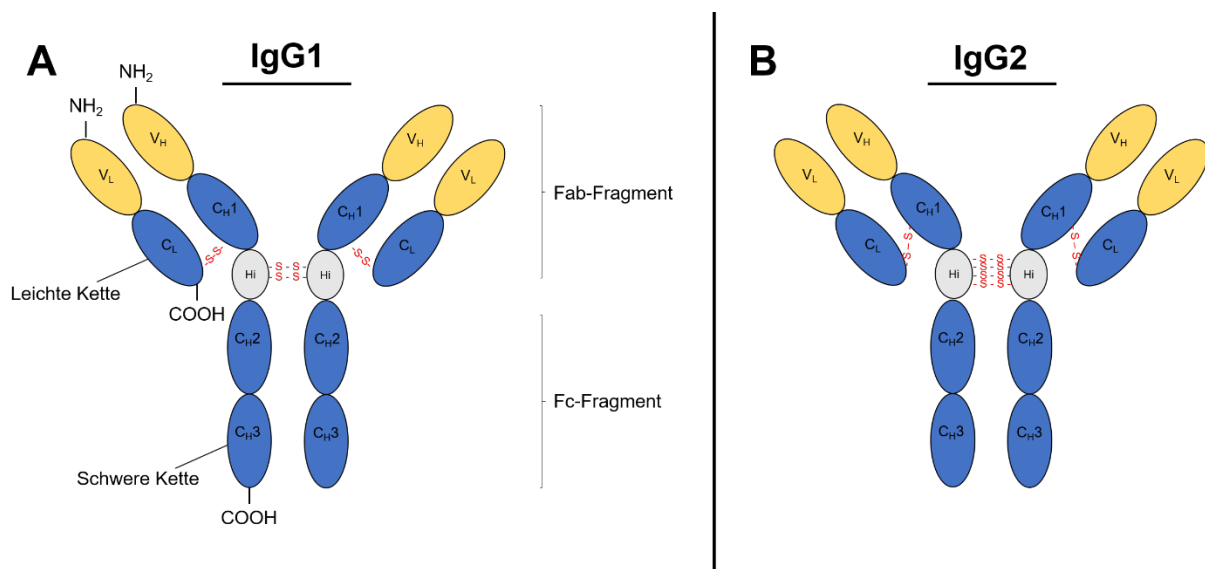 A
IgG1
NH2
NH2
VH
VL
CH1
CL
-S-S-
Hi
-S-S-
-S-S-
Hi
VH
VL
CH1
CL
-S-S-
Leichte Kette
COOH
CH2
CH2
CH3
CH3
Schwere Kette
COOH
Fab-Fragment
Fc-Fragment
B
IgG2
VH
VL
CH1
CL
-S-S-
Hi
-S-S-
-S-S-
-S-S-
-S-S-
Hi
VH
VL
CH1
CL
-S-S-
CH2
CH2
CH3
CH3